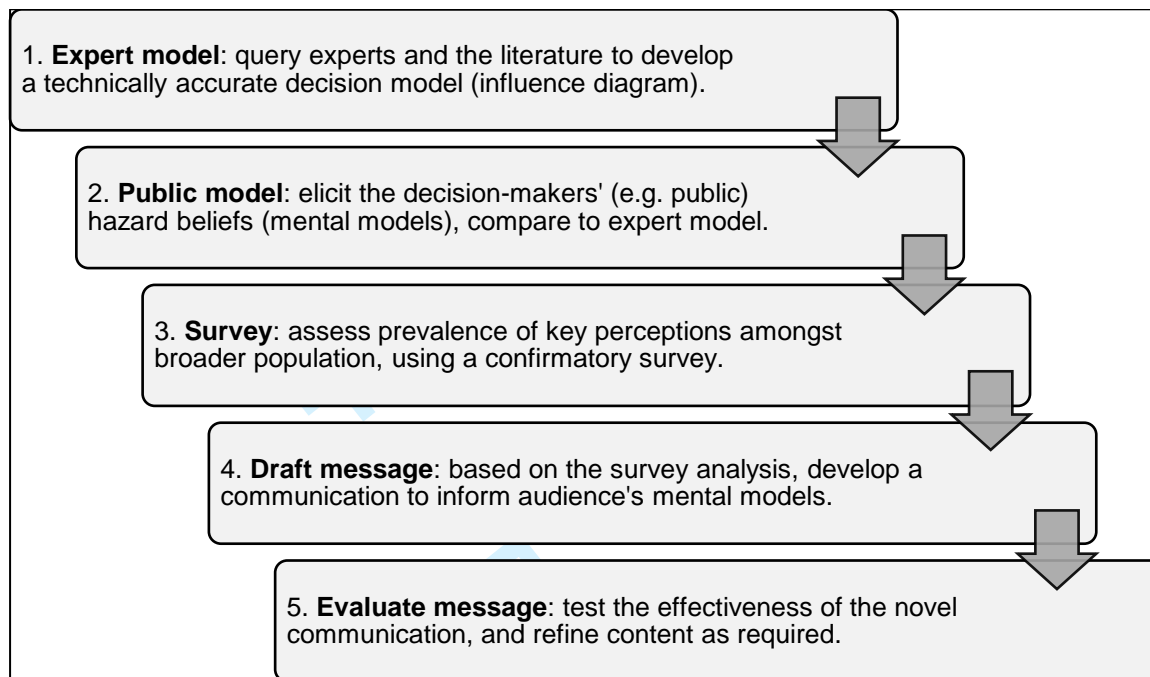 1. Expert model: query experts and the literature to develop
a technically accurate decision model (influence diagram).
2. Public model: elicit the decision-makers' (e.g. public)
hazard beliefs (mental models), compare to expert model.
3. Survey: assess prevalence of key perceptions amongst
broader population, using a confirmatory survey.
4. Draft message: based on the survey analysis, develop a
communication to inform audience's mental models.
5. Evaluate message: test the effectiveness of the novel
communication, and refine content as required.